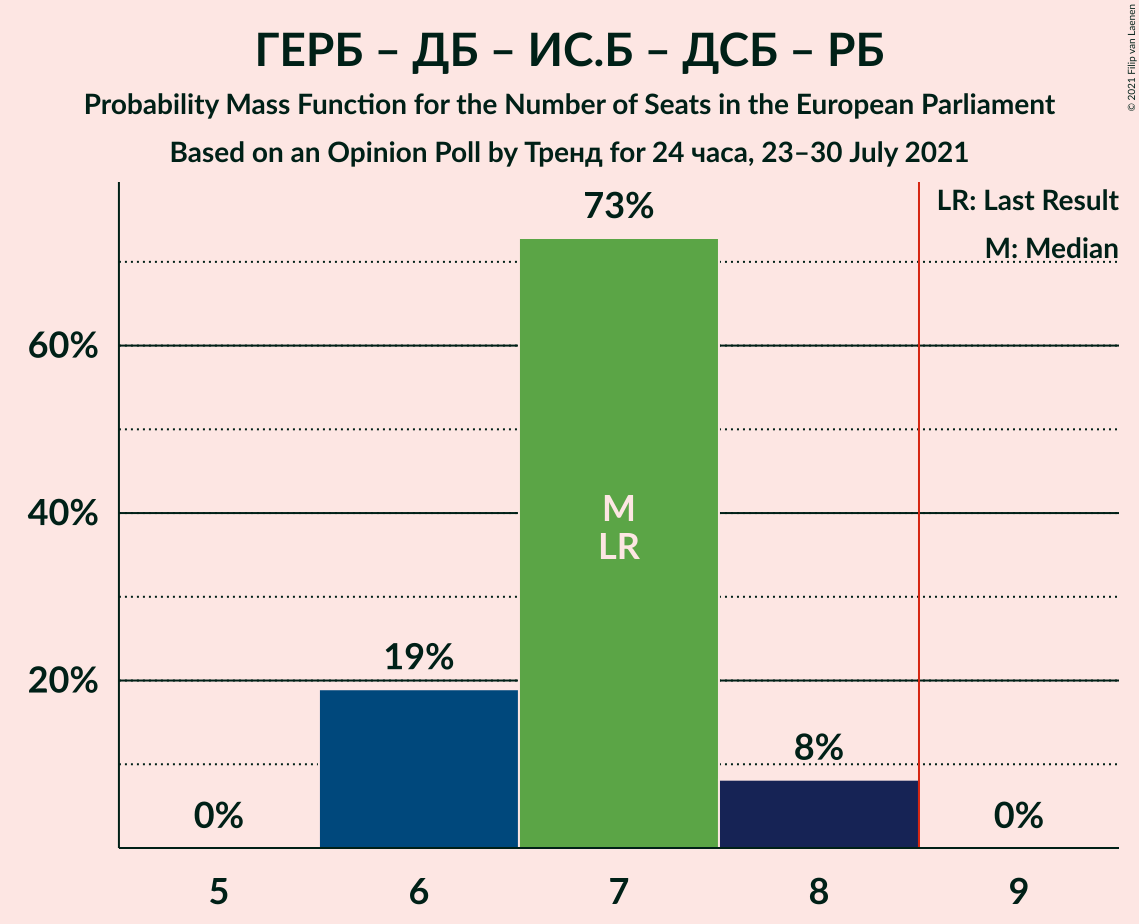 ГЕРБ – ДБ – ИС.Б – ДСБ – РБ
Probability Mass Function for the Number of Seats in the European Parliament
Based on an Opinion Poll by Тренд for 24 часа, 23–30 July 2021
© 2021 Filip van Laenen
LR: Last Result
M: Median
73%
60%
M
40%
LR
19%
20%
8%
0%
0%
5
6
7
8
9